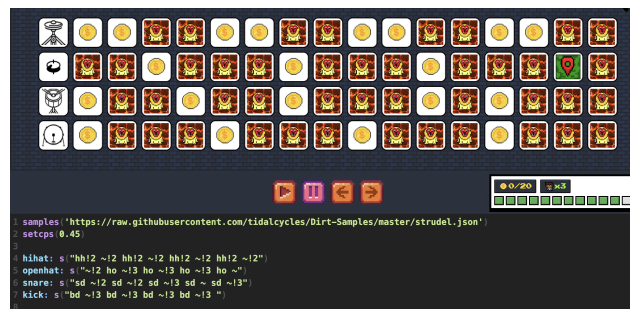 0/20 x3
1 samples('https://raw.githubusercontent.com/tidalcycles/Dirt-Samples/master/strudel.json')
2 setcps(0.45)
3
4 hihat: s("hh!2 ~!2 hh!2 ~!2 hh!2 ~!2 hh!2 ~!2")
5 openhat: s("~!2 ho ~!3 ho ~!3 ho ~!3 ho ~")
6 snare: s("sd ~!2 sd ~!2 sd ~!3 sd ~ sd ~!3")
7 kick: s("bd ~!3 bd ~!3 bd ~!3 bd ~!3 ")
8